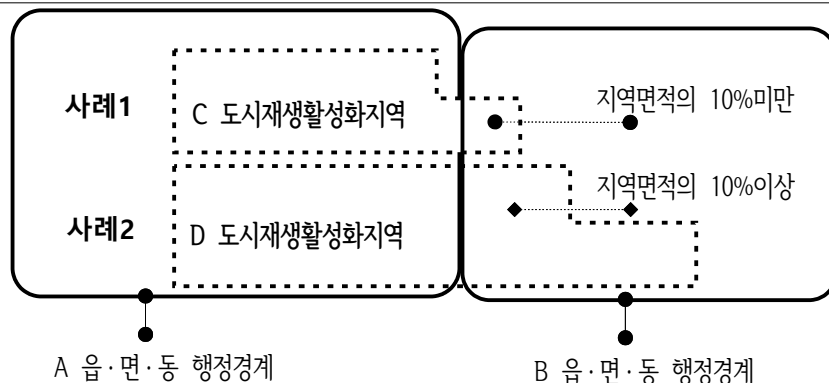 사례1
C 도시재생활성화지역
지역면적의 10%미만
사례2
D 도시재생활성화지역
지역면적의 10%이상
A 읍·면·동 행정경계
B 읍·면·동 행정경계